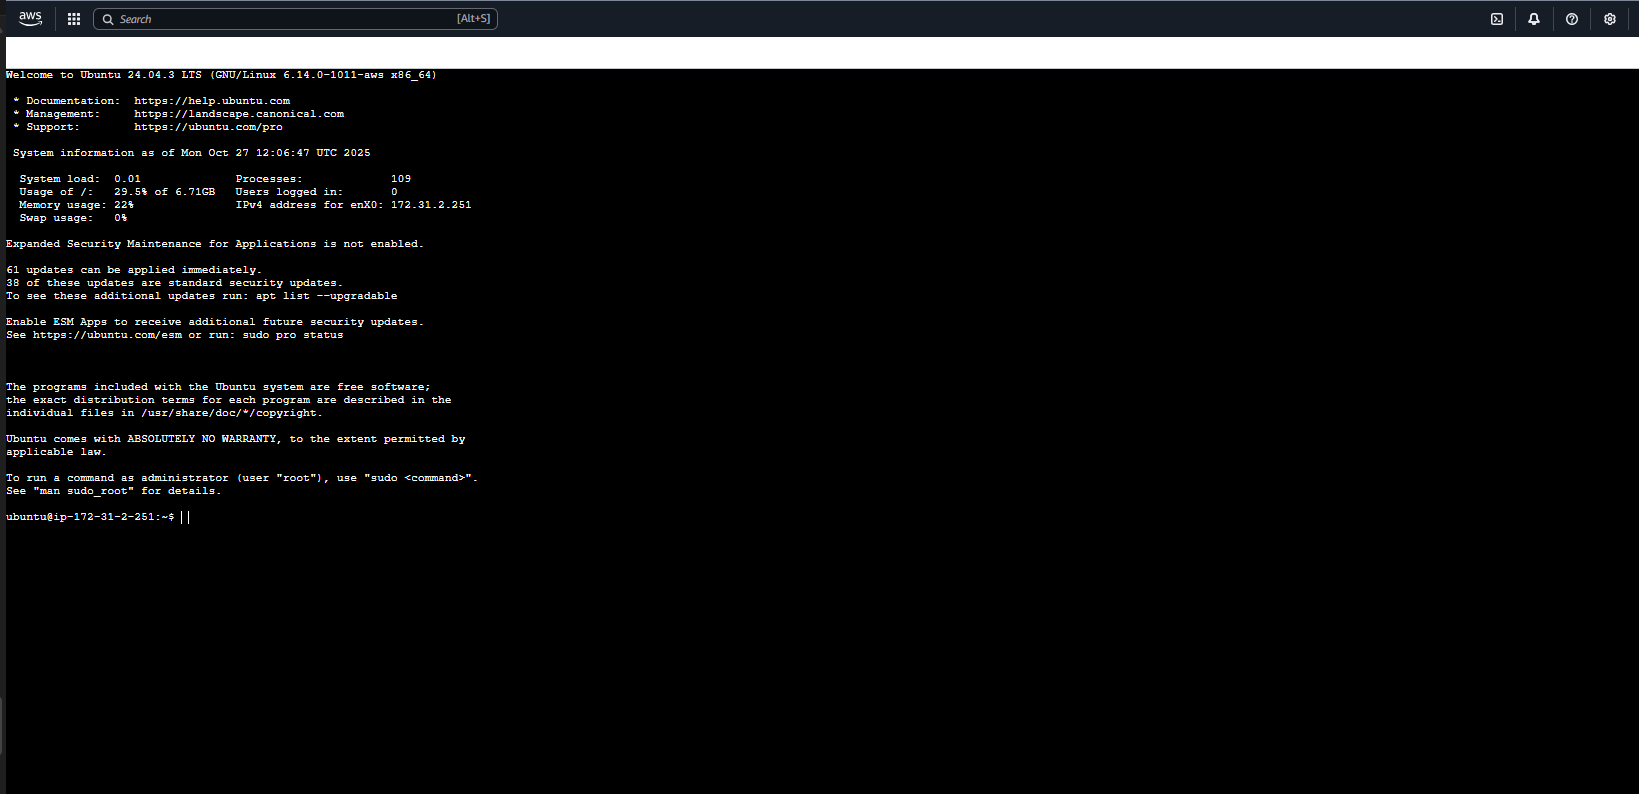 aws Search [Alt+S]
Welcome to Ubuntu 24.04.3 LTS (GNU/Linux 6.14.0-1011-aws x86_64)
* Documentation: https://help.ubuntu.com
* Management: https://landscape.canonical.com
* Support: https://ubuntu.com/pro
System information as of Mon Oct 27 12:06:47 UTC 2025
System load: 0.01 Processes: 109
Usage of /: 29.5% of 6.71GB Users logged in: 0
Memory usage: 22% IPv4 address for enX0: 172.31.2.251
Swap usage: 0%
Expanded Security Maintenance for Applications is not enabled.
61 updates can be applied immediately.
38 of these updates are standard security updates.
To see these additional updates run: apt list --upgradable
Enable ESM Apps to receive additional future security updates.
See https://ubuntu.com/esm or run: sudo pro status
The programs included with the Ubuntu system are free software;
the exact distribution terms for each program are described in the
individual files in /usr/share/doc/*/copyright.
Ubuntu comes with ABSOLUTELY NO WARRANTY, to the extent permitted by
applicable law.
To run a command as administrator (user "root"), use "sudo <command>".
See "man sudo_root" for details.
ubuntu@ip-172-31-2-251:~$